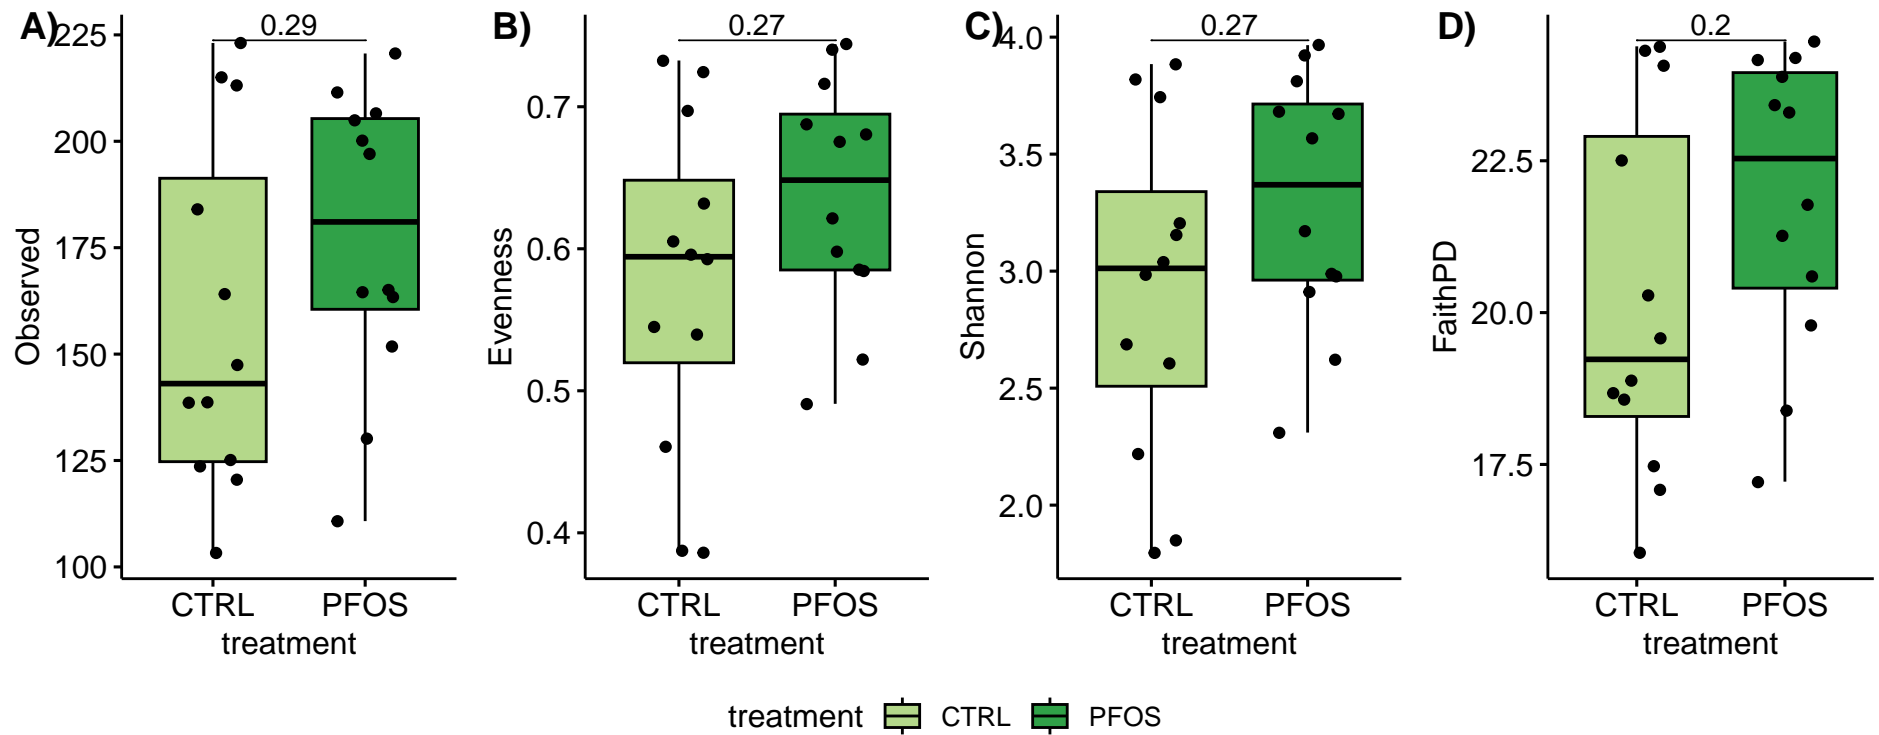 A)
0.29
225
200
175
150
125
100
Observed
CTRL PFOS
treatment
B)
0.27
0.7
0.6
0.5
0.4
Evenness
CTRL PFOS
treatment
C)
0.27
4.0
3.5
3.0
2.5
2.0
Shannon
CTRL PFOS
treatment
D)
0.2
22.5
20.0
17.5
FaithPD
CTRL PFOS
treatment
treatment CTRL PFOS